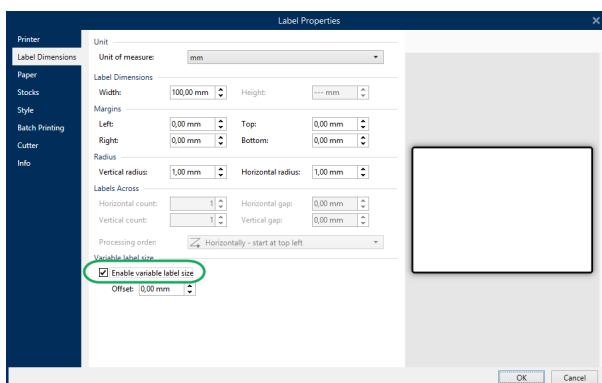 Label Properties
Printer
Label Dimensions
Paper
Stocks
Style
Batch Printing
Cutter
Info
Unit
Unit of measure: mm
Label Dimensions
Width: 100,00 mm Height: --- mm
Margins
Left: 0,00 mm Top: 0,00 mm
Right: 0,00 mm Bottom: 0,00 mm
Radius
Vertical radius: 1,00 mm Horizontal radius: 1,00 mm
Labels Across
Horizontal count: 1 Horizontal gap: 0,00 mm
Vertical count: 1 Vertical gap: 0,00 mm
Processing order: Horizontally - start at top left
Variable label size
Enable variable label size
Offset: 0,00 mm
OK Cancel